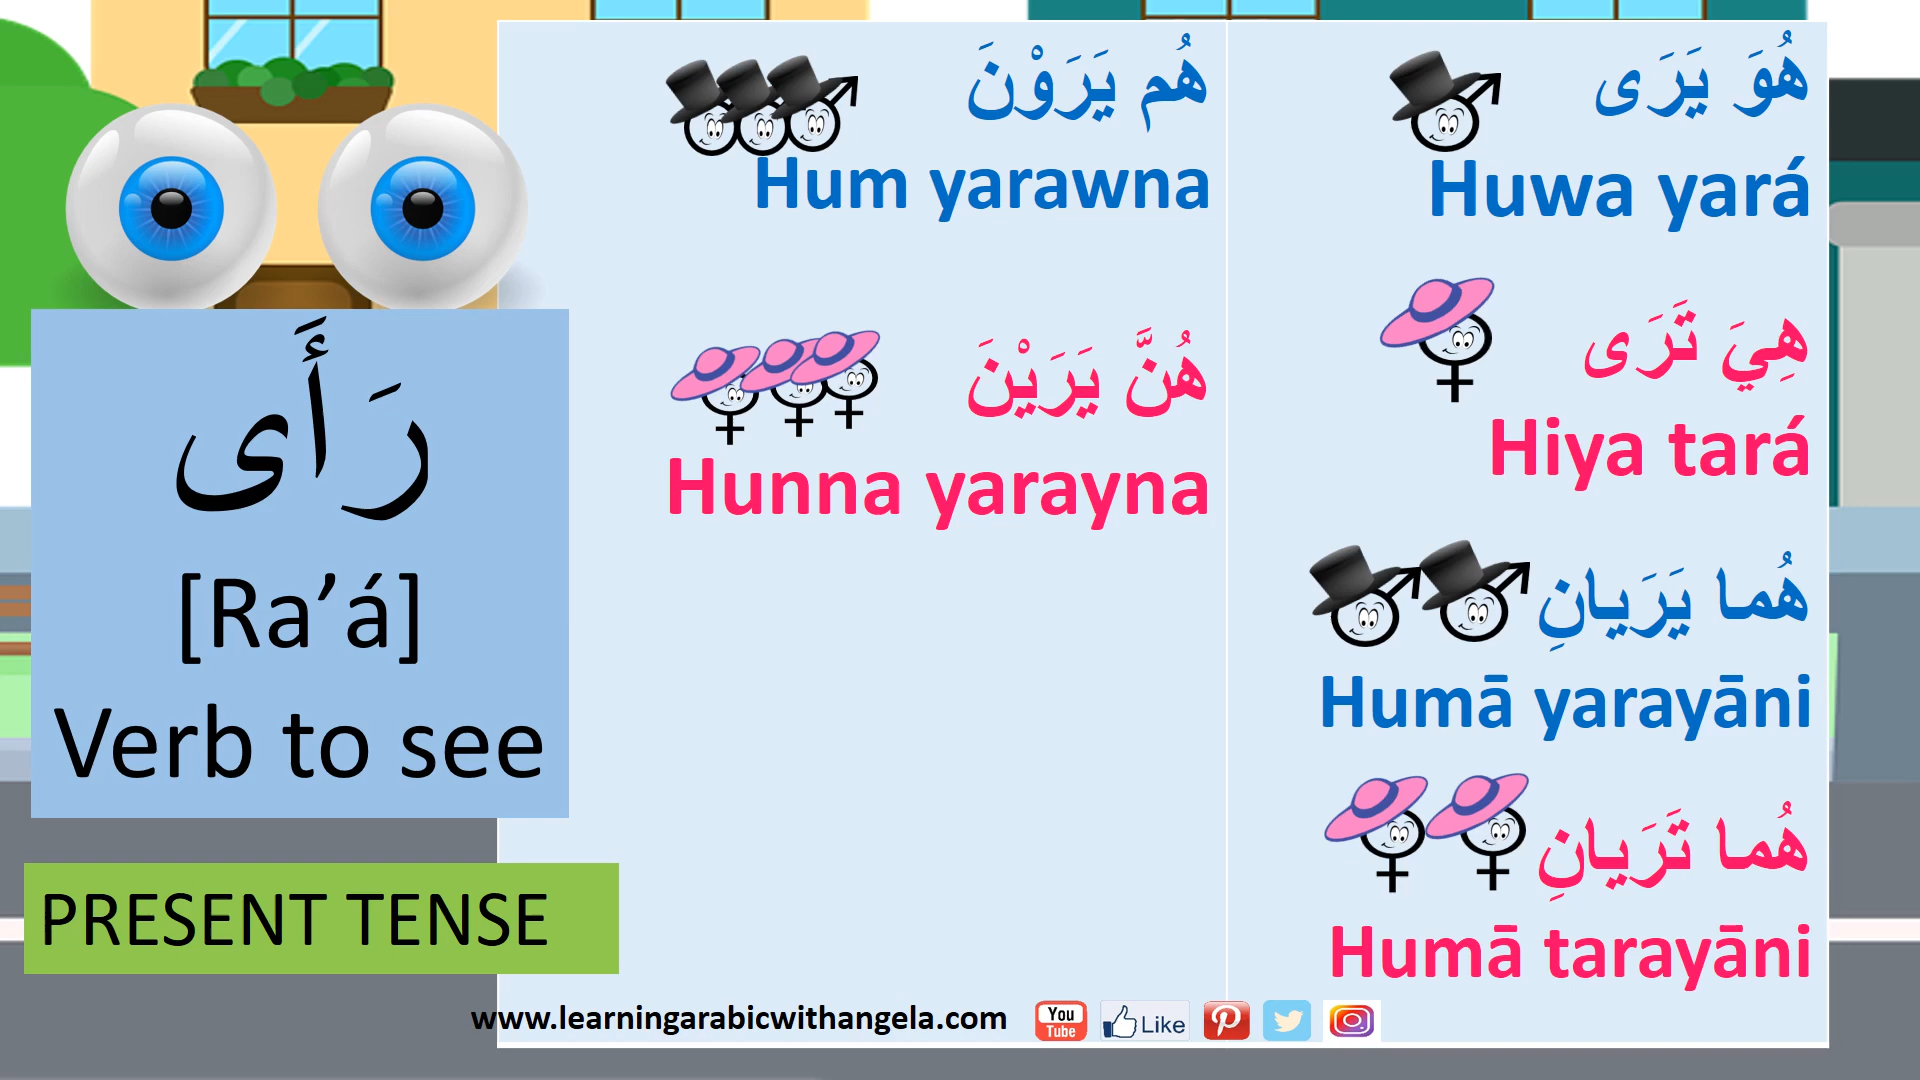 رَأَى
[Ra’á]
Verb to see
PRESENT TENSE
هُوَ يَرَى
Huwa yará
هِيَ تَرَى
Hiya tará
هُما يَرَيانِ
Humā yarayāni
هُما تَرَيانِ
Humā tarayāni
هُم يَرَوْنَ
Hum yarawna
هُنَّ يَرَيْنَ
Hunna yarayna
www.learningarabicwithangela.com
You
Tube
Like